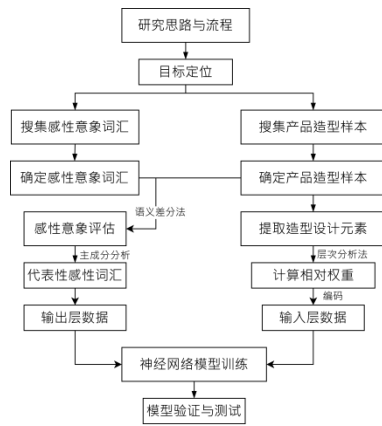 研究思路与流程
目标定位
搜集感性意象词汇
搜集产品造型样本
确定感性意象词汇
确定产品造型样本
语义差分法
感性意象评估
提取造型设计元素
主成分分析
层次分析法
代表性感性词汇
计算相对权重
编码
输出层数据
输入层数据
神经网络模型训练
模型验证与测试